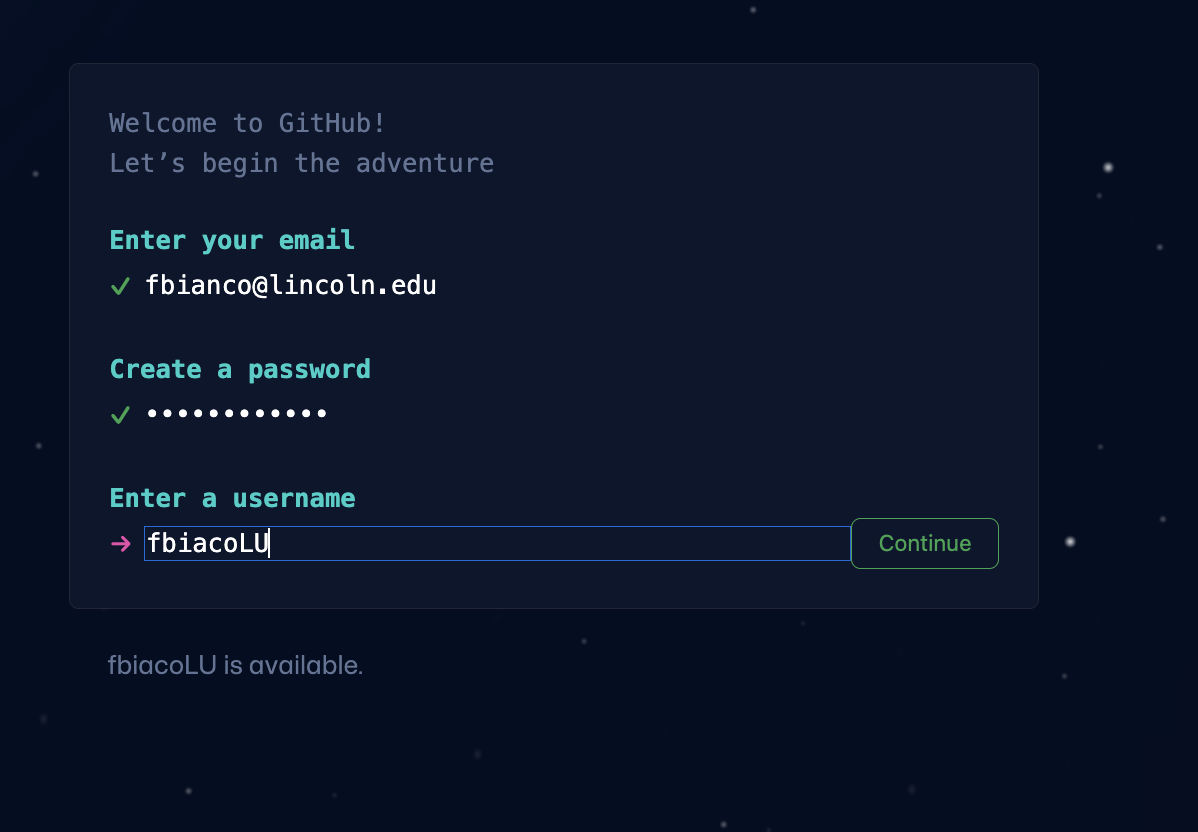 Welcome to GitHub!
Let’s begin the adventure
Enter your email
✓ fbianco@lincoln.edu
Create a password
✓ ••••••••••••
Enter a username
→ fbiacoLU
Continue
fbiacoLU is available.